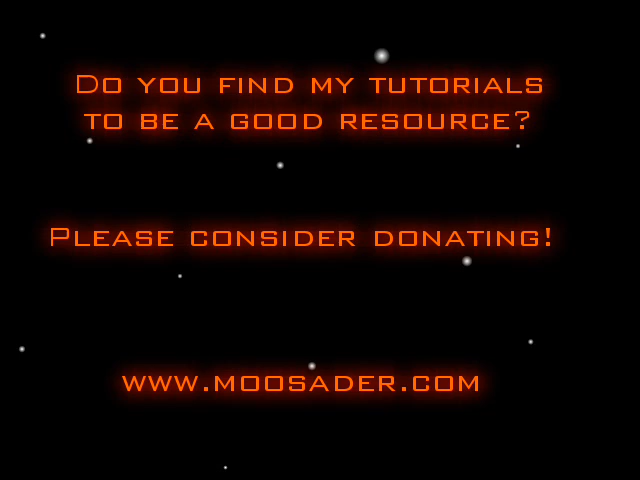 Do you find my tutorials
to be a good resource?
Please consider donating!
www.moosader.com